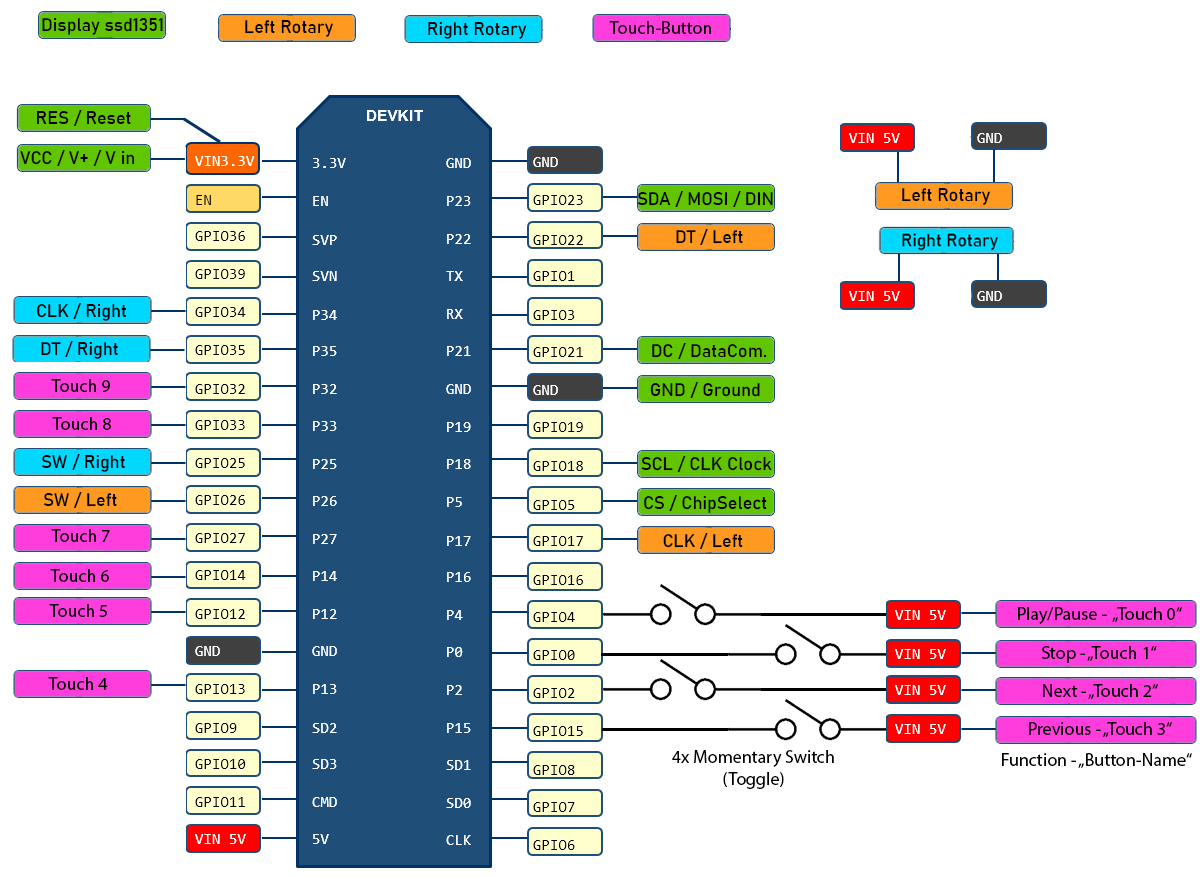 Display ssd1351
Left Rotary
Right Rotary
Touch-Button
DEVKIT
RES / Reset
VCC / V+ / V in
VIN3.3V
3.3V
GND
GND
EN
EN
P23
GPIO23
SDA / MOSI / DIN
GPIO36
SVP
P22
GPIO22
DT / Left
GPIO39
SVN
TX
GPIO1
CLK / Right
GPIO34
P34
RX
GPIO3
DT / Right
GPIO35
P35
P21
GPIO21
DC / DataCom.
Touch 9
GPIO32
P32
GND
GND
GND / Ground
Touch 8
GPIO33
P33
P19
GPIO19
SW / Right
GPIO25
P25
P18
GPIO18
SCL / CLK Clock
SW / Left
GPIO26
P26
P5
GPIO5
CS / ChipSelect
Touch 7
GPIO27
P27
P17
GPIO17
CLK / Left
Touch 6
GPIO14
P14
P16
GPIO16
Touch 5
GPIO12
P12
P4
GPIO4
VIN 5V
Play/Pause - „Touch 0“
GND
GND
P0
GPIO0
VIN 5V
Stop -„Touch 1“
Touch 4
GPIO13
P13
P2
GPIO2
VIN 5V
Next -„Touch 2“
GPIO9
SD2
P15
GPIO15
VIN 5V
Previous -„Touch 3“
GPIO10
SD3
SD1
GPIO8
4x Momentary Switch
(Toggle)
Function -„Button-Name“
GPIO11
CMD
SD0
GPIO7
VIN 5V
5V
CLK
GPIO6
VIN 5V
GND
Left Rotary
Right Rotary
VIN 5V
GND